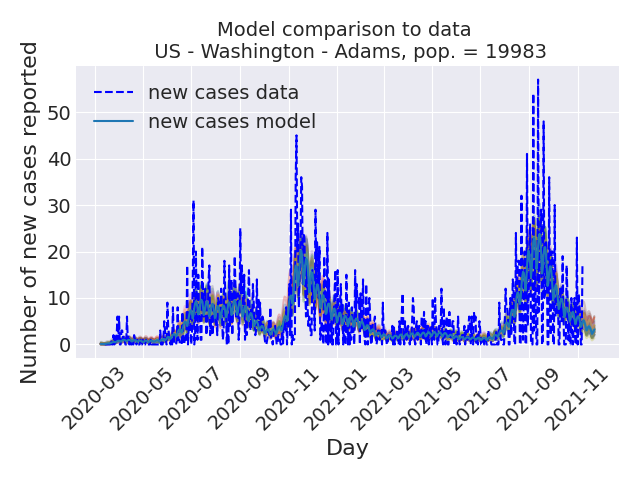 Model comparison to data
US - Washington - Adams, pop. = 19983
Number of new cases reported
50
40
30
20
10
0
new cases data
new cases model
2020-03
2020-05
2020-07
2020-09
2020-11
2021-01
2021-03
2021-05
2021-07
2021-09
2021-11
Day